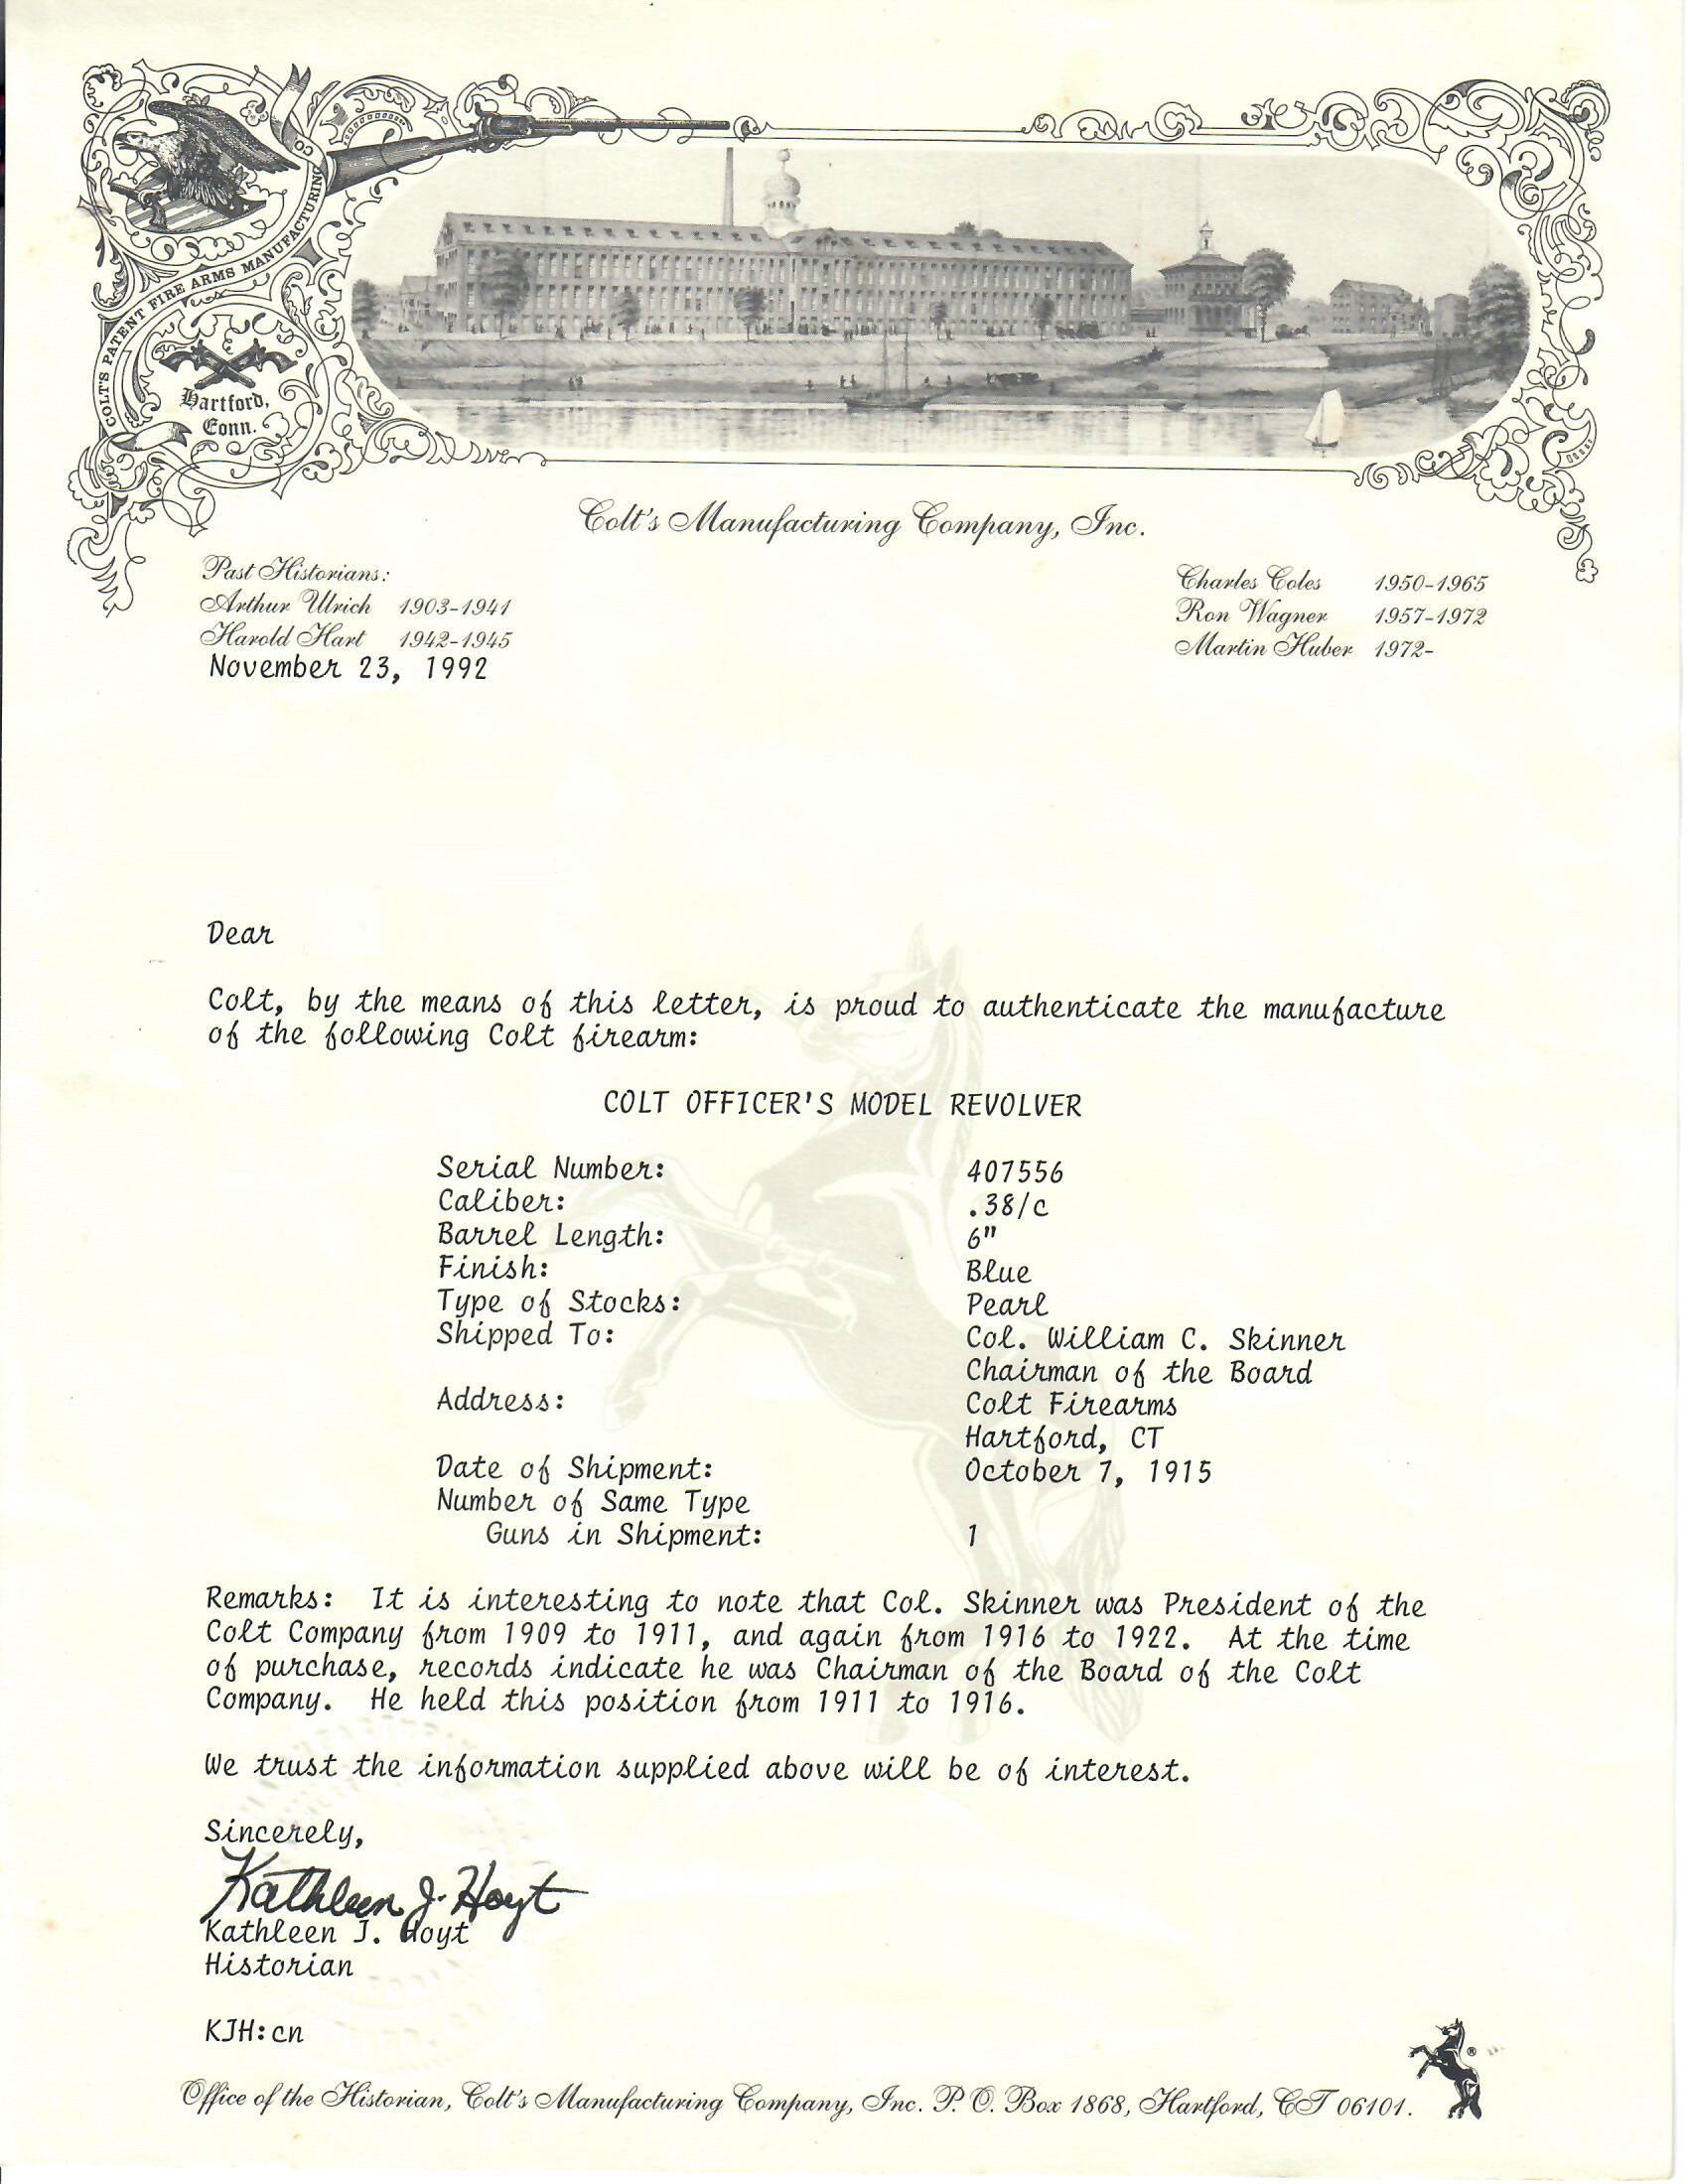 COLT'S PATENT FIRE ARMS MANUFACTURING CO
Hartford,
Conn.
Colt's Manufacturing Company, Inc.
Past Historians:
Arthur Ulrich 1903-1941
Harold Hart 1942-1945
Charles Coles 1950-1965
Ron Wagner 1957-1972
Martin Huber 1972-
November 23, 1992
Dear
Colt, by the means of this letter, is proud to authenticate the manufacture
of the following Colt firearm:
COLT OFFICER'S MODEL REVOLVER
Serial Number: 407556
Caliber: .38/c
Barrel Length: 6"
Finish: Blue
Type of Stocks: Pearl
Shipped To: Col. William C. Skinner
Chairman of the Board
Address: Colt Firearms
Hartford, CT
Date of Shipment: October 7, 1915
Number of Same Type
Guns in Shipment: 1
Remarks: It is interesting to note that Col. Skinner was President of the
Colt Company from 1909 to 1911, and again from 1916 to 1922. At the time
of purchase, records indicate he was Chairman of the Board of the Colt
Company. He held this position from 1911 to 1916.
We trust the information supplied above will be of interest.
Sincerely,
Kathleen J. Hoyt
Kathleen J. Hoyt
Historian
KJH:cn
®
Office of the Historian, Colt's Manufacturing Company, Inc. P. O. Box 1868, Hartford, CT 06101.